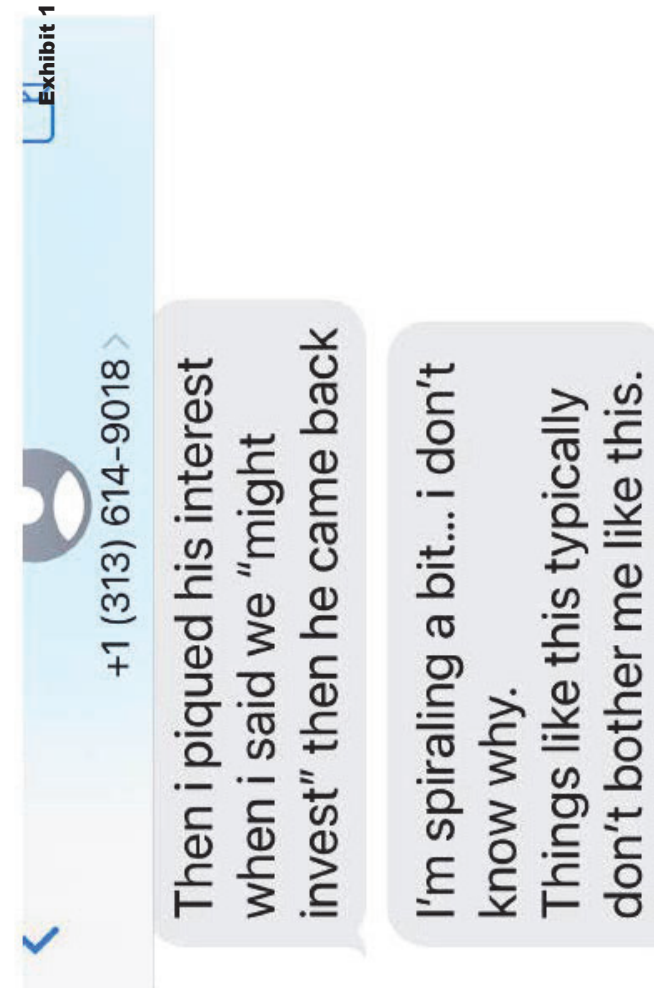 Exhibit 1
+1 (313) 614-9018 >
Then i piqued his interest
when i said we "might
invest" then he came back
I'm spiraling a bit... i don't
know why.
Things like this typically
don't bother me like this.